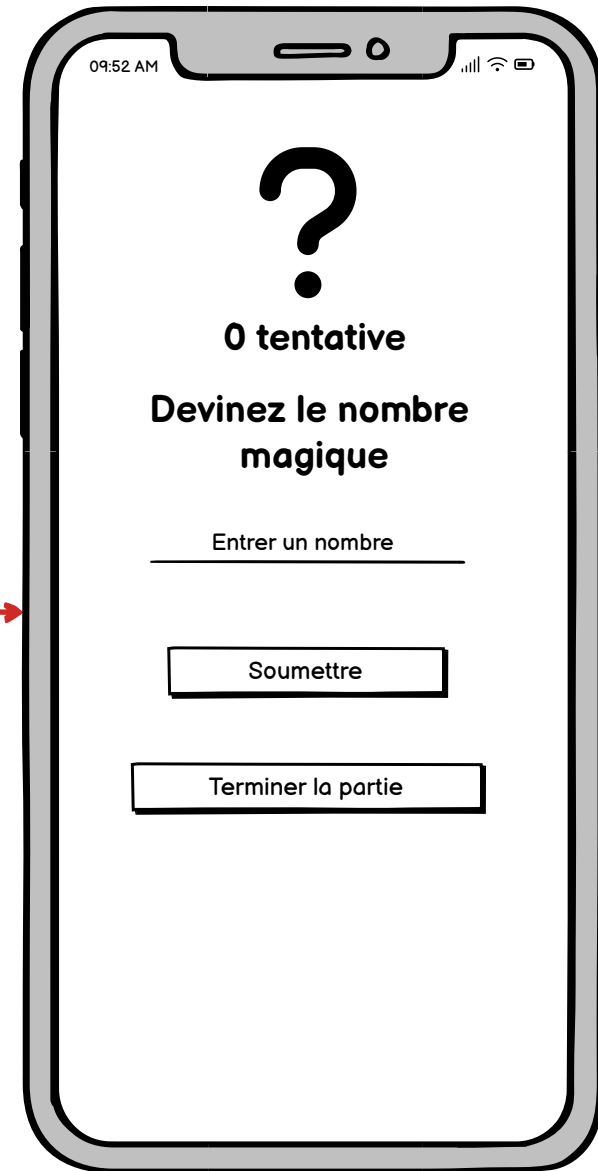 09:52 AM
?
0 tentative
Devinez le nombre
magique
Entrer un nombre
Soumettre
Terminer la partie